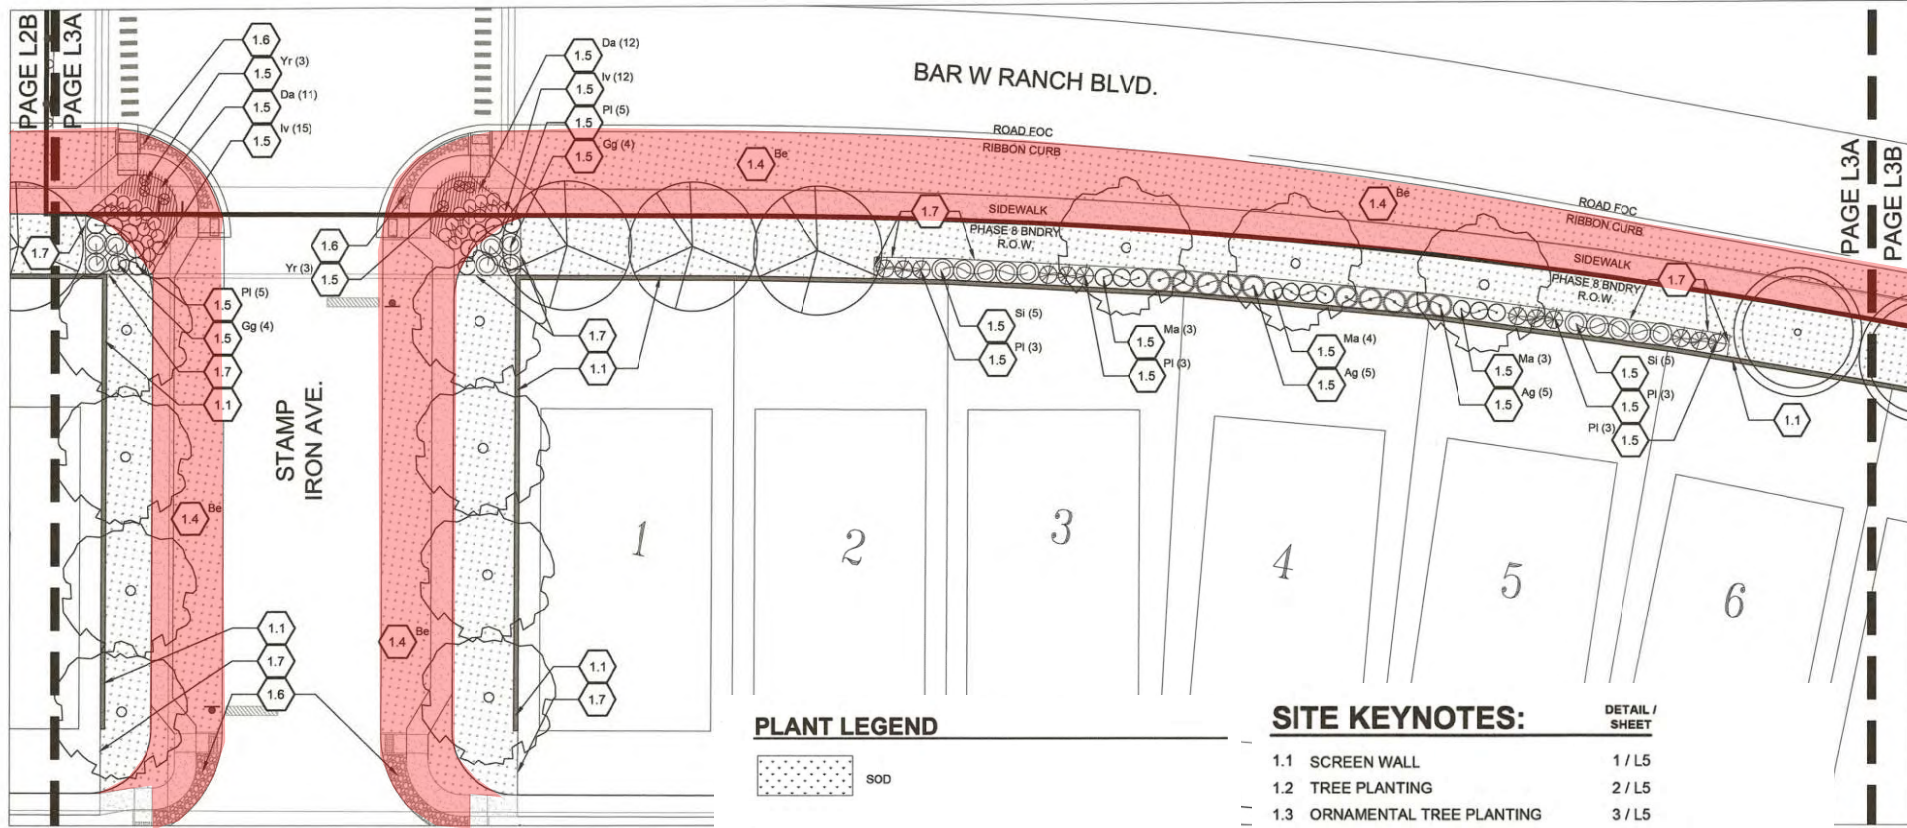 PAGE L2B
PAGE L3A
1.6
Yr (3)
1.5
Da (11)
1.5
Iv (15)
1.5
Da (12)
1.5
Iv (12)
1.5
Pl (5)
1.5
Gg (4)
1.5
BAR W RANCH BLVD.
ROAD FOC
RIBBON CURB
1.4
Be
1.4
Be
ROAD FOC
RIBBON CURB
PAGE L3A
PAGE L3B
1.7
SIDEWALK
PHASE 8 BNDRY
R.O.W.
SIDEWALK
1.7
PHASE 8 BNDRY
R.O.W.
1.7
1.6
Yr (3)
1.5
Pl (5)
1.5
Gg (4)
1.5
1.7
1.1
1.7
1.1
Si (5)
1.5
Pl (3)
1.5
Ma (3)
1.5
Pl (3)
1.5
Ma (4)
1.5
Ag (5)
1.5
Ma (3)
1.5
Ag (5)
1.5
Si (5)
1.5
Pl (3)
1.5
Pl (3)
1.5
1.1
STAMP
IRON AVE.
1.4
Be
1.4
Be
1
2
3
4
5
6
1.1
1.7
1.6
1.1
1.7
PLANT LEGEND
SOD
SITE KEYNOTES:
DETAIL /
SHEET
1.1 SCREEN WALL 1 / L5
1.2 TREE PLANTING 2 / L5
1.3 ORNAMENTAL TREE PLANTING 3 / L5